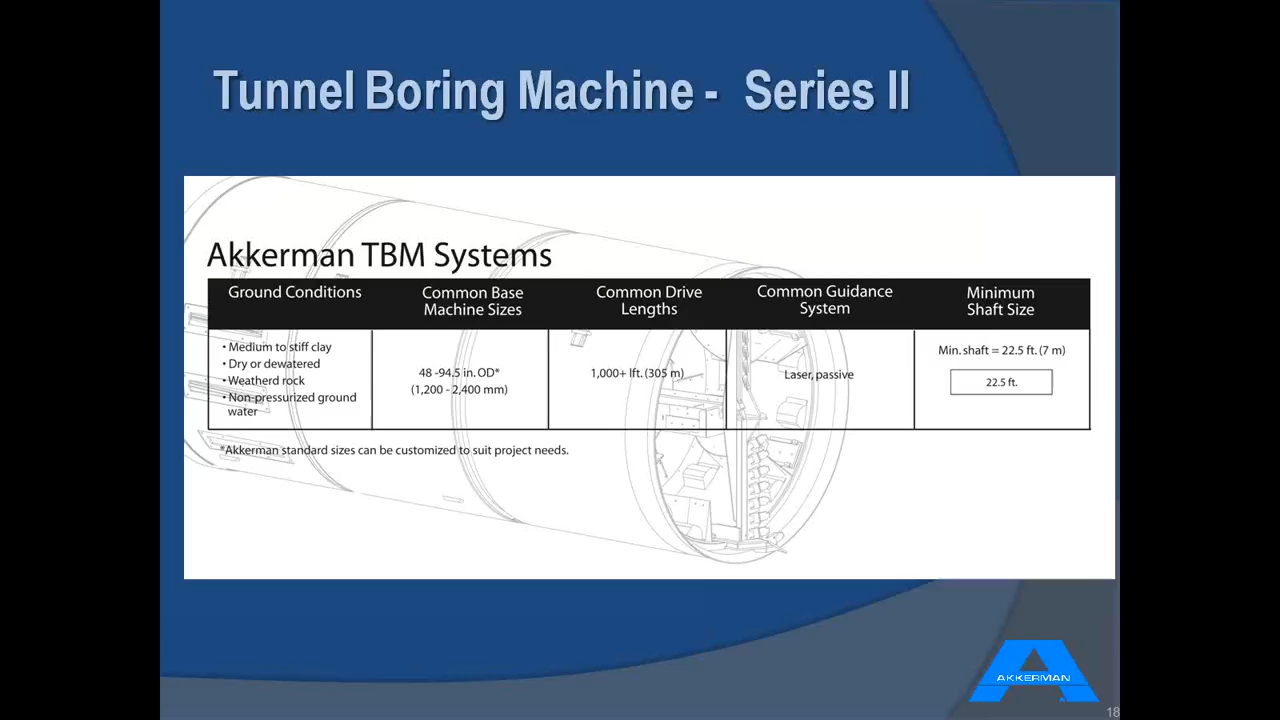 Tunnel Boring Machine -  Series II
Akkerman TBM Systems
Ground Conditions
Common Base
Machine Sizes
Common Drive
Lengths
Common Guidance
System
Minimum
Shaft Size
• Medium to stiff clay
• Dry or dewatered
• Weatherd rock
• Non-pressurized ground
water
48 -94.5 in. OD*
(1,200 - 2,400 mm)
1,000+ lft. (305 m)
Laser, passive
Min. shaft = 22.5 ft. (7 m)
22.5 ft.
*Akkerman standard sizes can be customized to suit project needs.
AKKERMAN
18